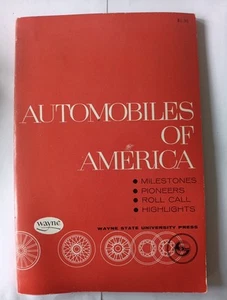 AUTOMOBILES
OF
AMERICA
MILESTONES
PIONEERS
ROLL CALL
HIGHLIGHTS
wayne
WAYNE STATE UNIVERSITY PRESS